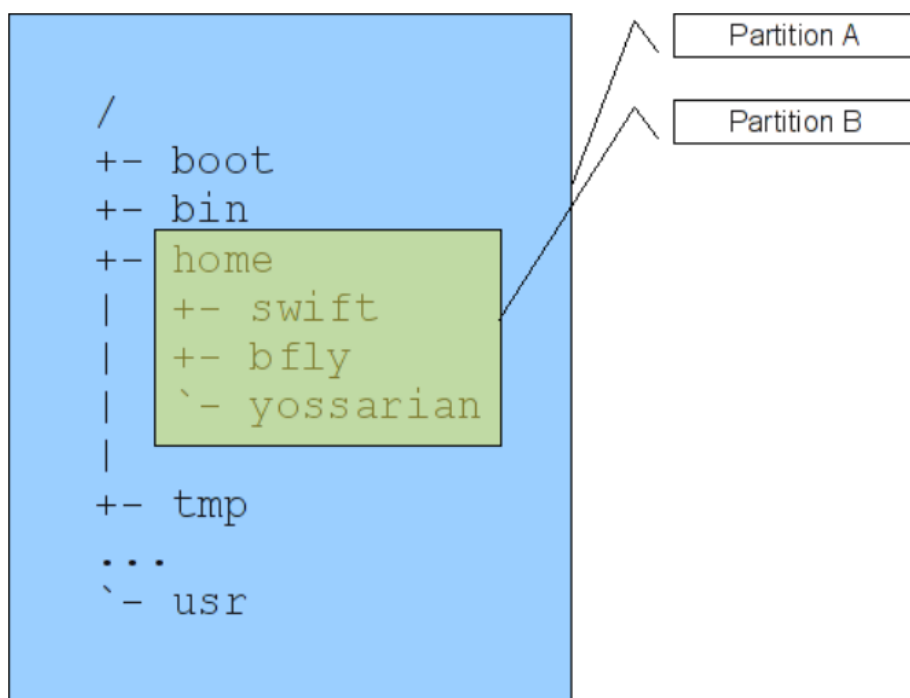 Partition A
Partition B
/
+- boot
+- bin
+- home
| +- swift
| +- bfly
| `- yossarian
|
+- tmp
...
`- usr